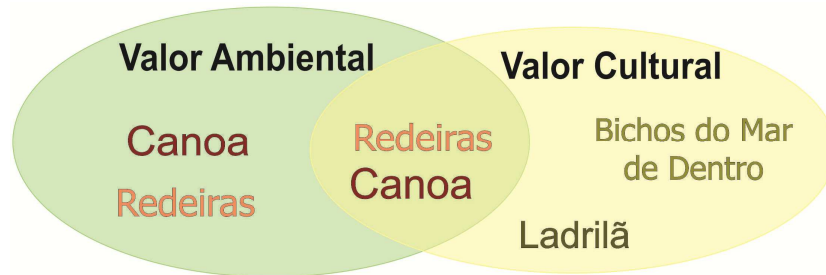 Valor Ambiental
Valor Cultural
Canoa
Redeiras
Redeiras
Canoa
Bichos do Mar
de Dentro
Ladrilã